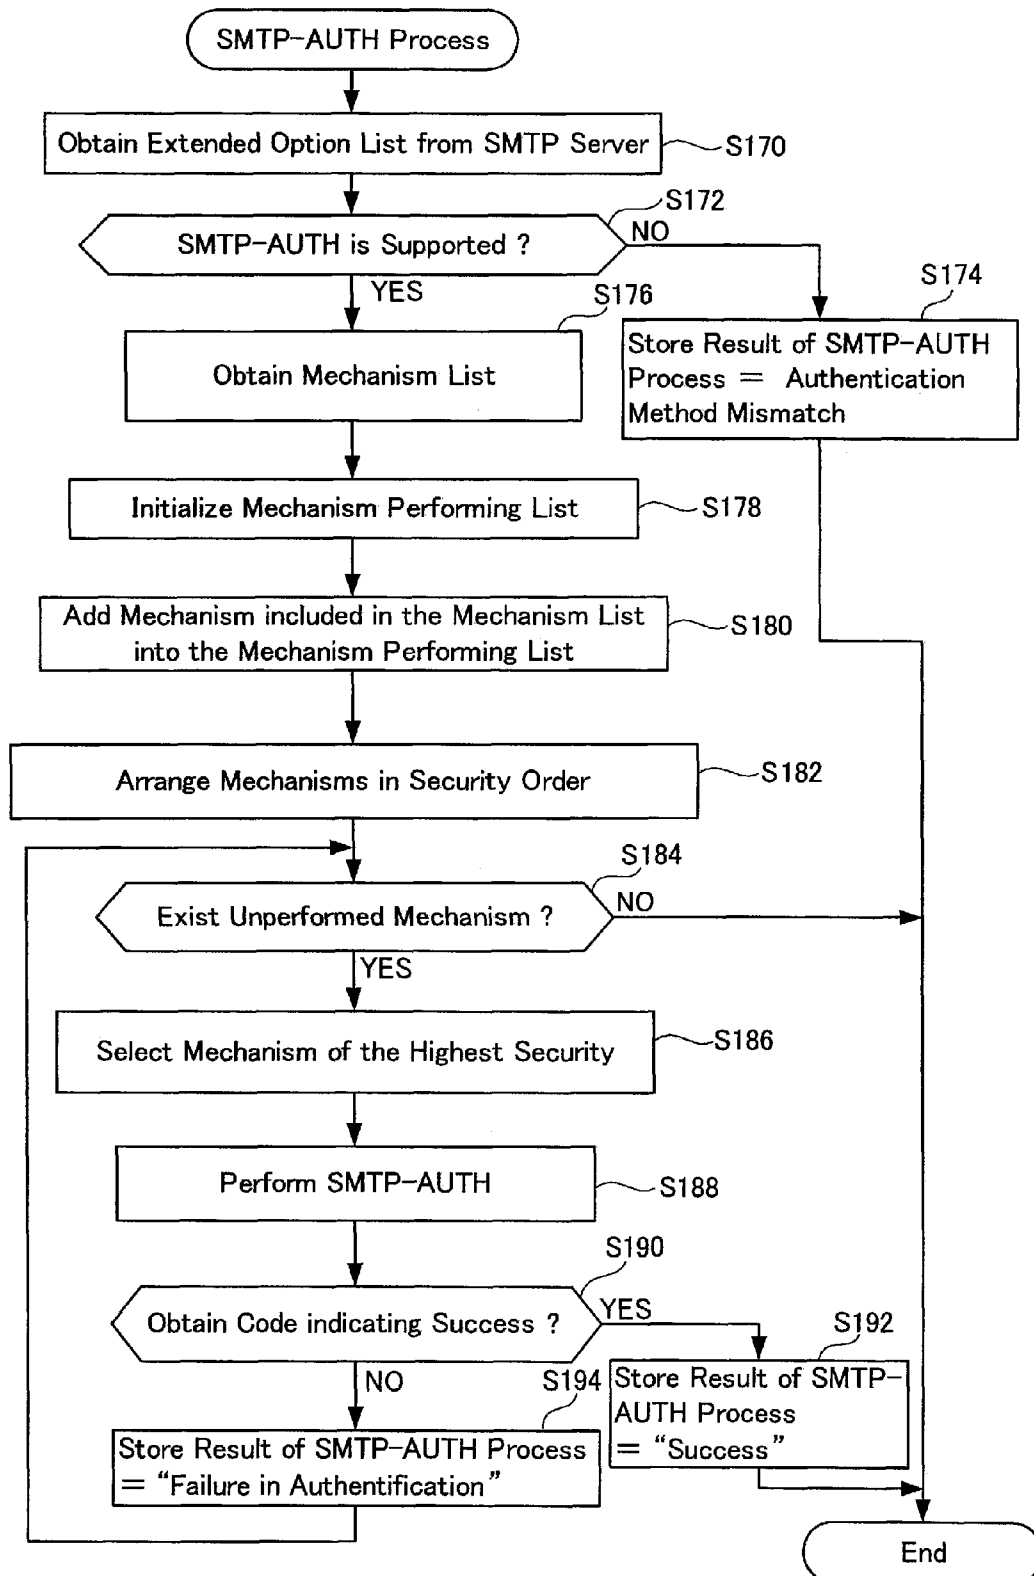 SMTP-AUTH Process
Obtain Extended Option List from SMTP Server
S170
S172
SMTP-AUTH is Supported ?
NO
YES
S174
S176
Store Result of SMTP-AUTH
Process = Authentication
Method Mismatch
Obtain Mechanism List
Initialize Mechanism Performing List
S178
Add Mechanism included in the Mechanism List
into the Mechanism Performing List
S180
Arrange Mechanisms in Security Order
S182
S184
Exist Unperformed Mechanism ?
NO
YES
Select Mechanism of the Highest Security
S186
Perform SMTP-AUTH
S188
S190
Obtain Code indicating Success ?
YES
S192
NO
S194
Store Result of SMTP-
AUTH Process
= “Success”
Store Result of SMTP-AUTH Process
= “Failure in Authentification”
End